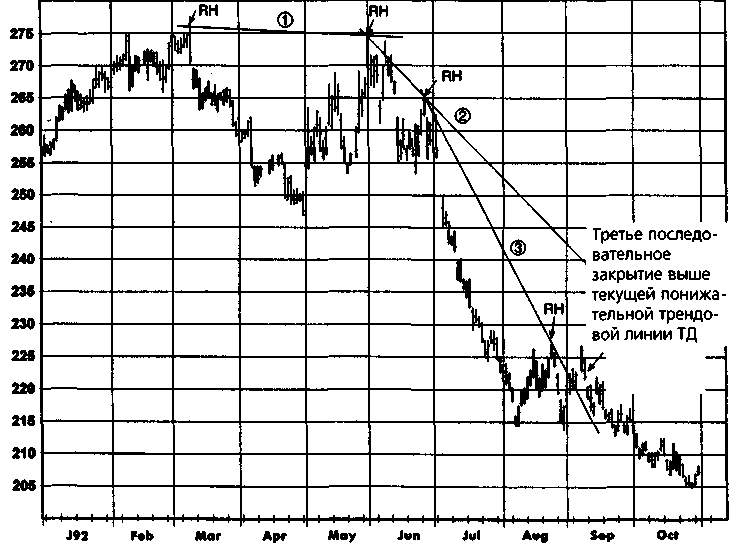 RH
①
RH
275
270
RH
265
②
260
255
250
245
③
Третье последо-
вательное
закрытие выше
текущей понижа-
тельной трендо-
вой линии ТД
240
235
230
RH
225
220
215
210
205
J92 Feb Mar Apr May Jun Jul Aug Sep Oct